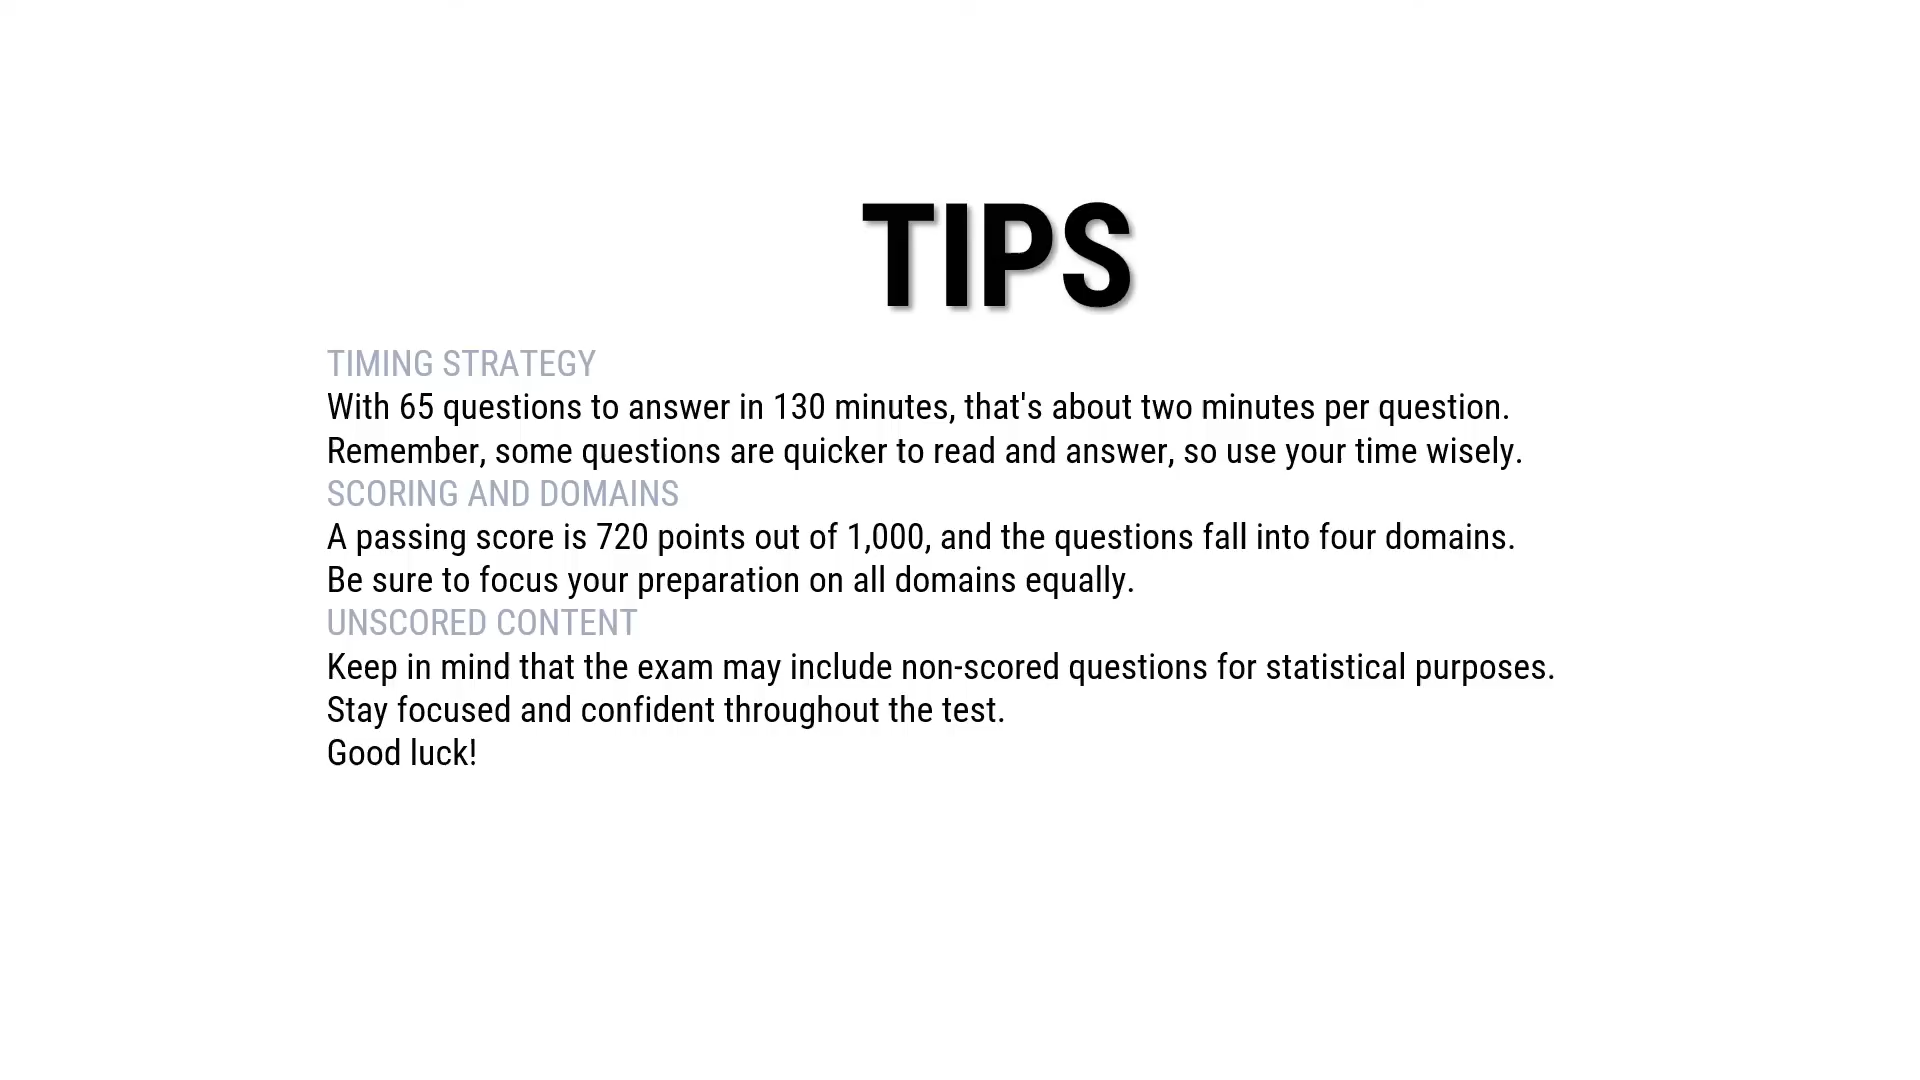 TIPS
TIMING STRATEGY
With 65 questions to answer in 130 minutes, that's about two minutes per question.
Remember, some questions are quicker to read and answer, so use your time wisely.
SCORING AND DOMAINS
A passing score is 720 points out of 1,000, and the questions fall into four domains.
Be sure to focus your preparation on all domains equally.
UNSCORED CONTENT
Keep in mind that the exam may include non-scored questions for statistical purposes.
Stay focused and confident throughout the test.
Good luck!